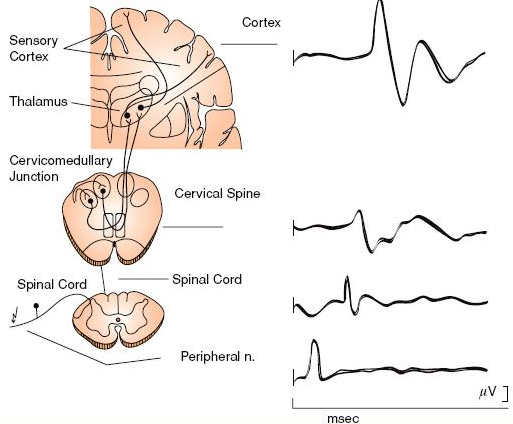 Cortex
Sensory
Cortex
Thalamus
Cervicomedullary
Junction
Cervical Spine
Spinal Cord
Spinal Cord
Peripheral n.
µV
msec